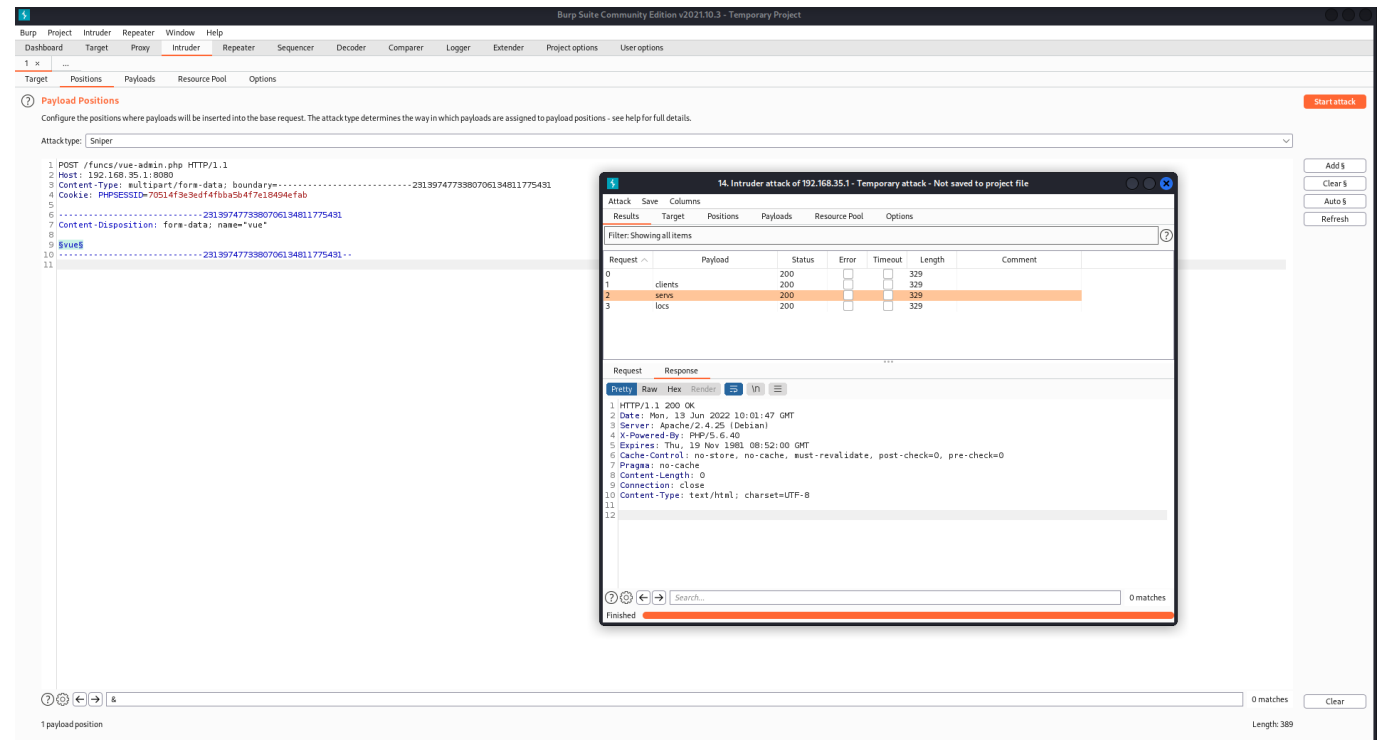 Burp Suite Community Edition v2021.10.3 - Temporary Project
Burp Project Intruder Repeater Window Help
Dashboard Target Proxy Intruder Repeater Sequencer Decoder Comparer Logger Extender Project options User options
1 × ...
Target Positions Payloads Resource Pool Options
? Payload Positions
Start attack
Configure the positions where payloads will be inserted into the base request. The attack type determines the way in which payloads are assigned to payload positions - see help for full details.
Attack type: Sniper
1 POST /funcs/vue-admin.php HTTP/1.1
2 Host: 192.168.35.1:8080
3 Content-Type: multipart/form-data; boundary=---------------------------231397477338070613481​1775431
4 Cookie: PHPSESSID=70514f3e3edf4fbba5b4f7e18494efab
5
6 -----------------------------2313974773380706134811775431
7 Content-Disposition: form-data; name="vue"
8
9 §vue§
10 -----------------------------2313974773380706134811775431--
11
Add §
Clear §
Auto §
Refresh
14. Intruder attack of 192.168.35.1 - Temporary attack - Not saved to project file
Attack Save Columns
Results Target Positions Payloads Resource Pool Options
Filter: Showing all items
?
Request Payload Status Error Timeout Length Comment
0 200 329
1 clients 200 329
2 servs 200 329
3 locs 200 329
Request Response
Pretty Raw Hex Render \n
1 HTTP/1.1 200 OK
2 Date: Mon, 13 Jun 2022 10:01:47 GMT
3 Server: Apache/2.4.25 (Debian)
4 X-Powered-By: PHP/5.6.40
5 Expires: Thu, 19 Nov 1981 08:52:00 GMT
6 Cache-Control: no-store, no-cache, must-revalidate, post-check=0, pre-check=0
7 Pragma: no-cache
8 Content-Length: 0
9 Connection: close
10 Content-Type: text/html; charset=UTF-8
11
12
? Search... 0 matches
Finished
? & 0 matches Clear
1 payload position Length: 389